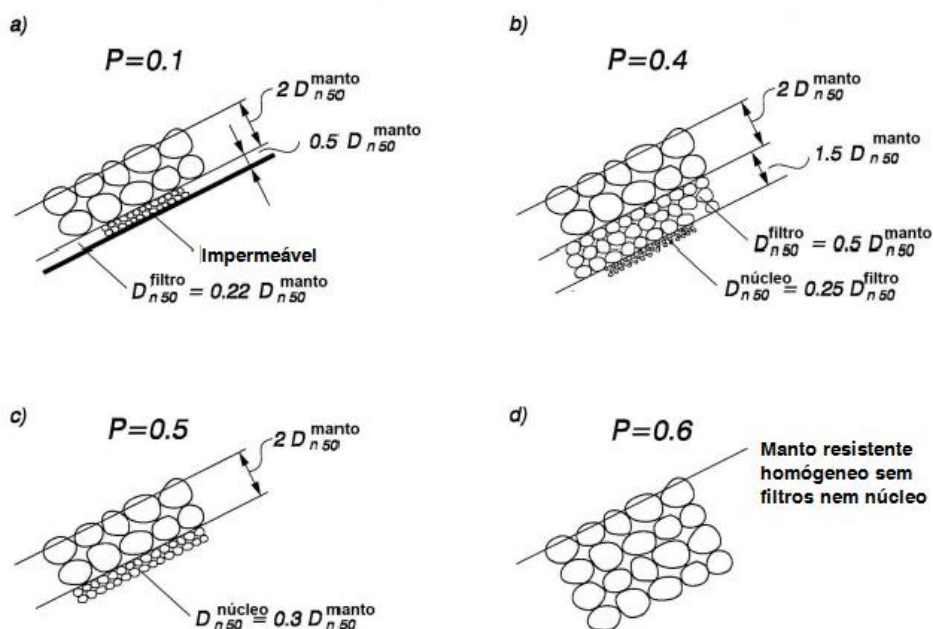 a)
P=0.1
2 D n 50 manto
0.5 D n 50 manto
Impermeável
D n 50 filtro = 0.22 D n 50 manto
b)
P=0.4
2 D n 50 manto
1.5 D n 50 manto
D n 50 filtro = 0.5 D n 50 manto
D n 50 núcleo = 0.25 D n 50 filtro
c)
P=0.5
2 D n 50 manto
D n 50 núcleo = 0.3 D n 50 manto
d)
P=0.6
Manto resistente
homógeneo sem
filtros nem núcleo